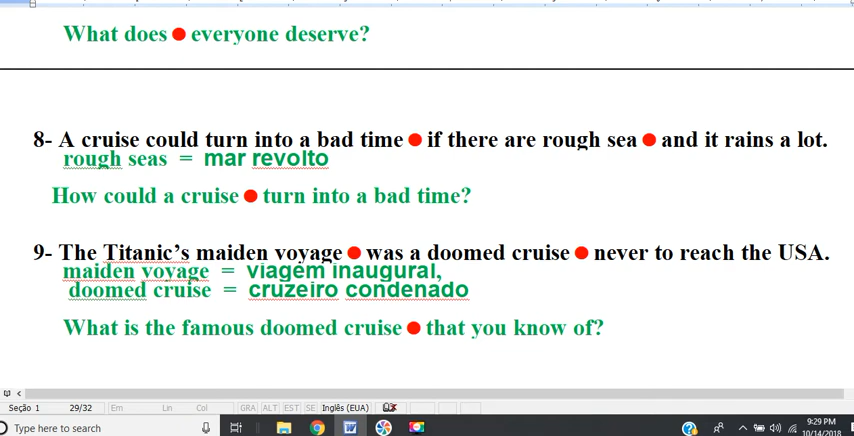 What does ● everyone deserve?
8- A cruise could turn into a bad time ● if there are rough sea ● and it rains a lot.
rough seas = mar revolto
How could a cruise ● turn into a bad time?
9- The Titanic's maiden voyage ● was a doomed cruise ● never to reach the USA.
maiden voyage = viagem inaugural,
doomed cruise = cruzeiro condenado
What is the famous doomed cruise ● that you know of?
Seção 1 29/32 Em Lin Col GRA ALT EST SE Inglês (EUA)
Type here to search 9:29 PM
10/14/2018